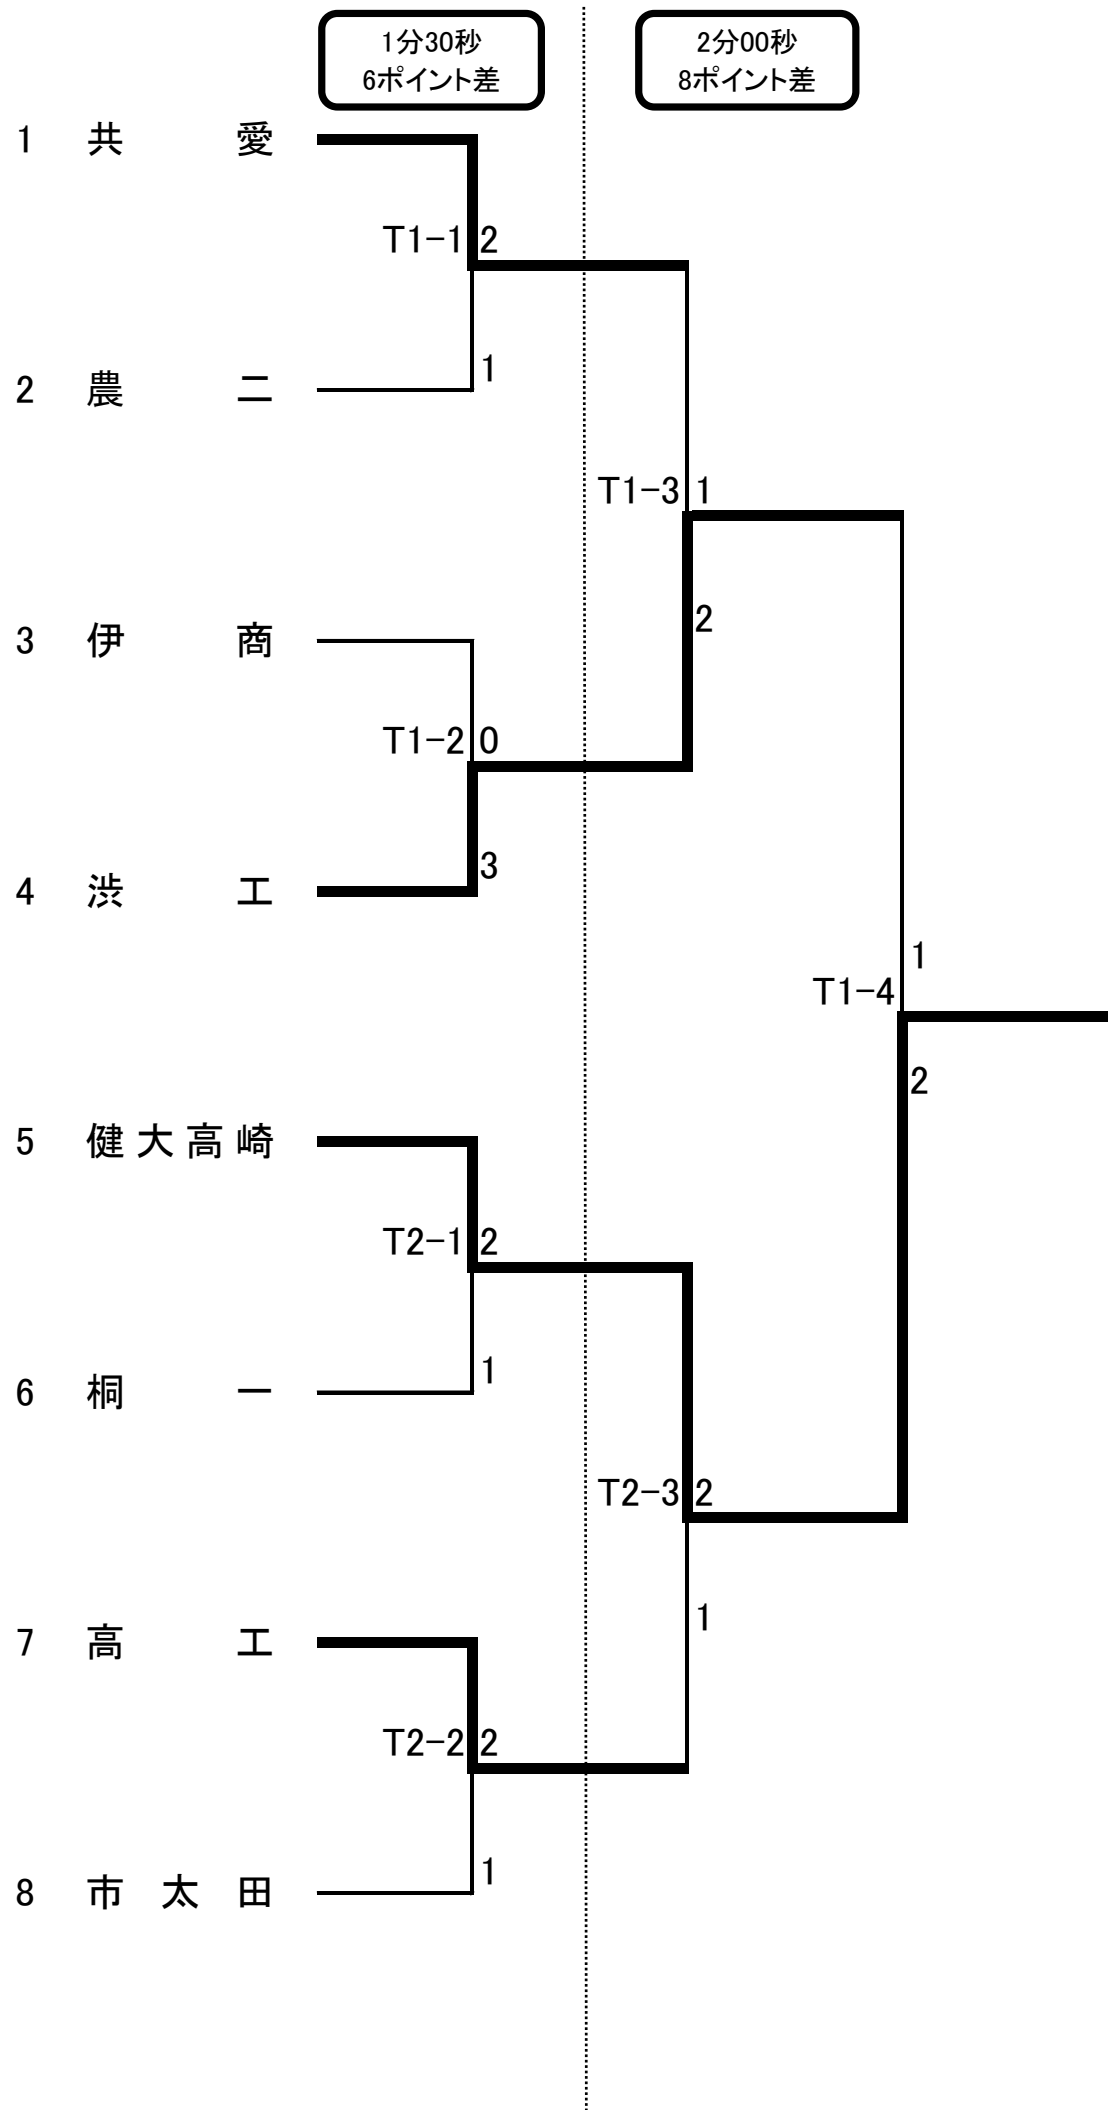 1分30秒
6ポイント差
2分00秒
8ポイント差
1 共 愛
T1-1 2
1
2 農 二
T1-3 1
2
3 伊 商
T1-2 0
3
4 渋 工
1
T1-4
2
5 健大高崎
T2-1 2
1
6 桐 一
T2-3 2
1
7 高 工
T2-2 2
1
8 市 太 田